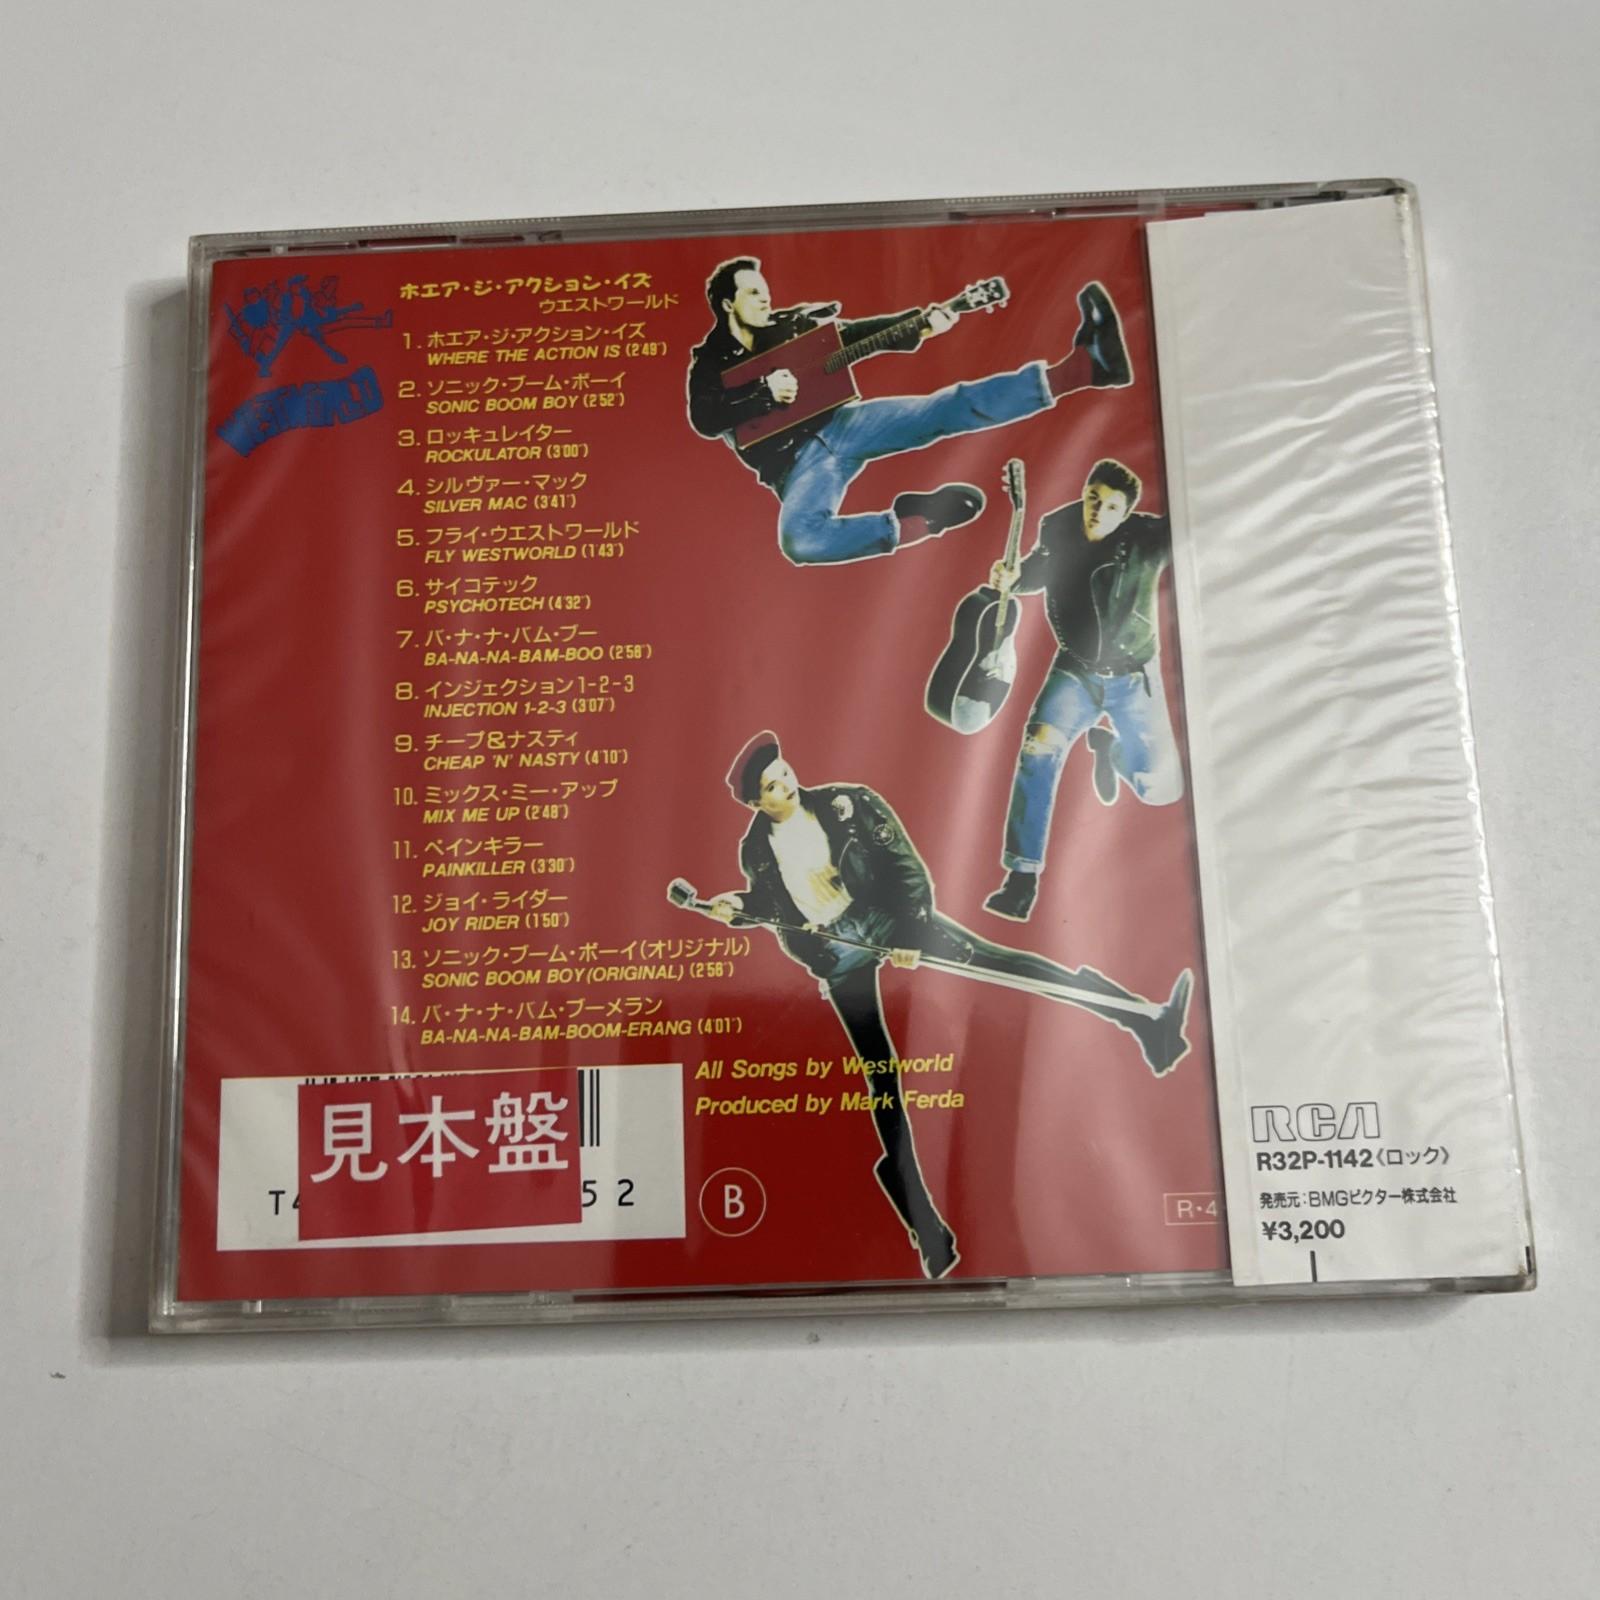 WESTWORLD
ホエア・ジ・アクション・イズ
ウエストワールド
1. ホエア・ジ・アクション・イズ
WHERE THE ACTION IS (2'49")
2. ソニック・ブーム・ボーイ
SONIC BOOM BOY (2'52")
3. ロッキュレイター
ROCKULATOR (3'00")
4. シルヴァー・マック
SILVER MAC (3'41")
5. フライ・ウエストワールド
FLY WESTWORLD (1'43")
6. サイコテック
PSYCHOTECH (4'32")
7. バ・ナ・ナ・バム・ブー
BA-NA-NA-BAM-BOO (2'56")
8. インジェクション1-2-3
INJECTION 1-2-3 (3'07")
9. チープ&ナスティ
CHEAP 'N' NASTY (4'10")
10. ミックス・ミー・アップ
MIX ME UP (2'48")
11. ペインキラー
PAINKILLER (3'30")
12. ジョイ・ライダー
JOY RIDER (1'50")
13. ソニック・ブーム・ボーイ(オリジナル)
SONIC BOOM BOY(ORIGINAL) (2'56")
14. バ・ナ・ナ・バム・ブーメラン
BA-NA-NA-BAM-BOOM-ERANG (4'01")
All Songs by Westworld
Produced by Mark Ferda
見本盤
T4 52
B
R・4
RCA
R32P-1142〈ロック〉
発売元：BMGビクター株式会社
¥3,200